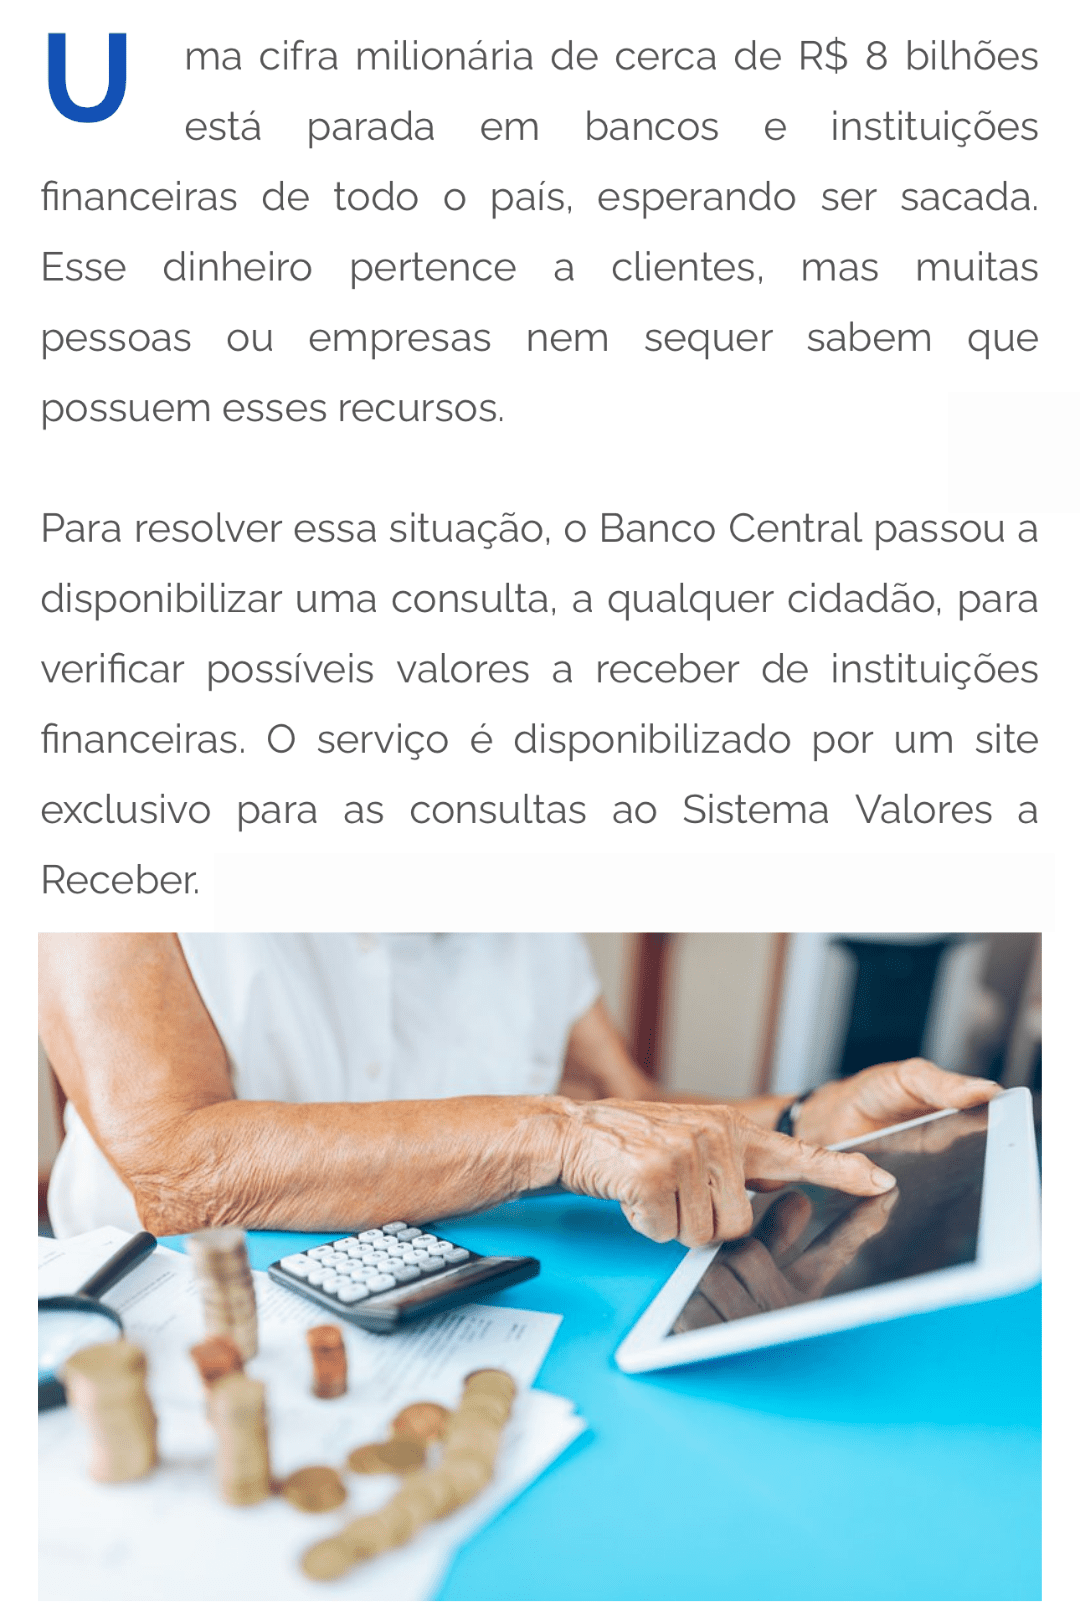 Uma cifra milionária de cerca de R$ 8 bilhões
está parada em bancos e instituições
financeiras de todo o país, esperando ser sacada.
Esse dinheiro pertence a clientes, mas muitas
pessoas ou empresas nem sequer sabem que
possuem esses recursos.
Para resolver essa situação, o Banco Central passou a
disponibilizar uma consulta, a qualquer cidadão, para
verificar possíveis valores a receber de instituições
financeiras. O serviço é disponibilizado por um site
exclusivo para as consultas ao Sistema Valores a
Receber.